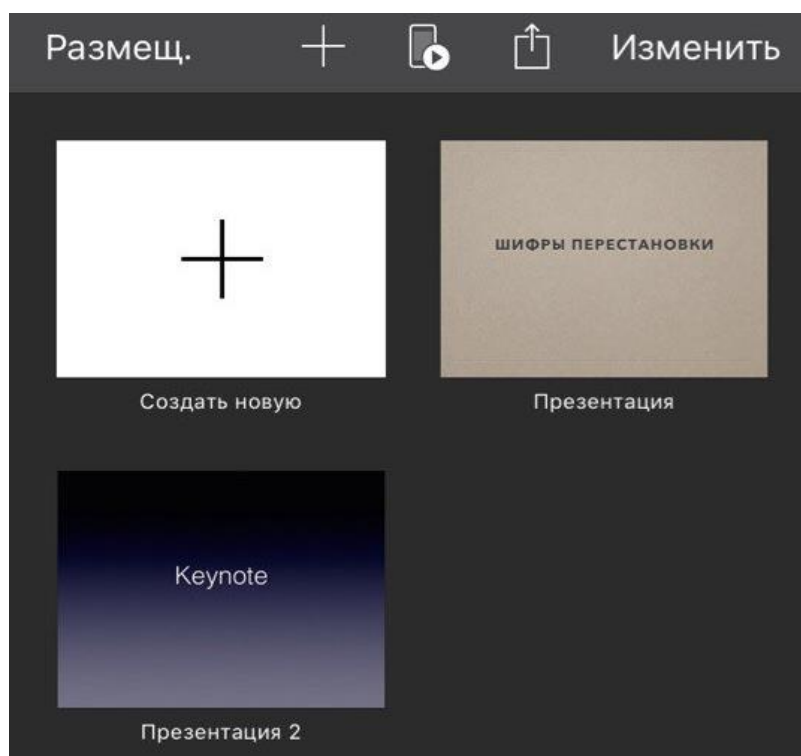 Размещ. Изменить
ШИФРЫ ПЕРЕСТАНОВКИ
Создать новую Презентация
Keynote
Презентация 2